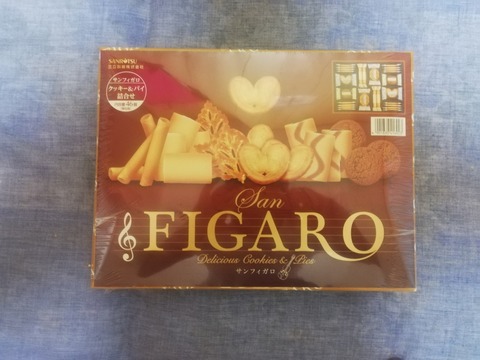 SANRITSU
サンフィガロ
クッキー&パイ
詰合せ
San
FIGARO
Delicious Cookies & Pies
サンフィガロ